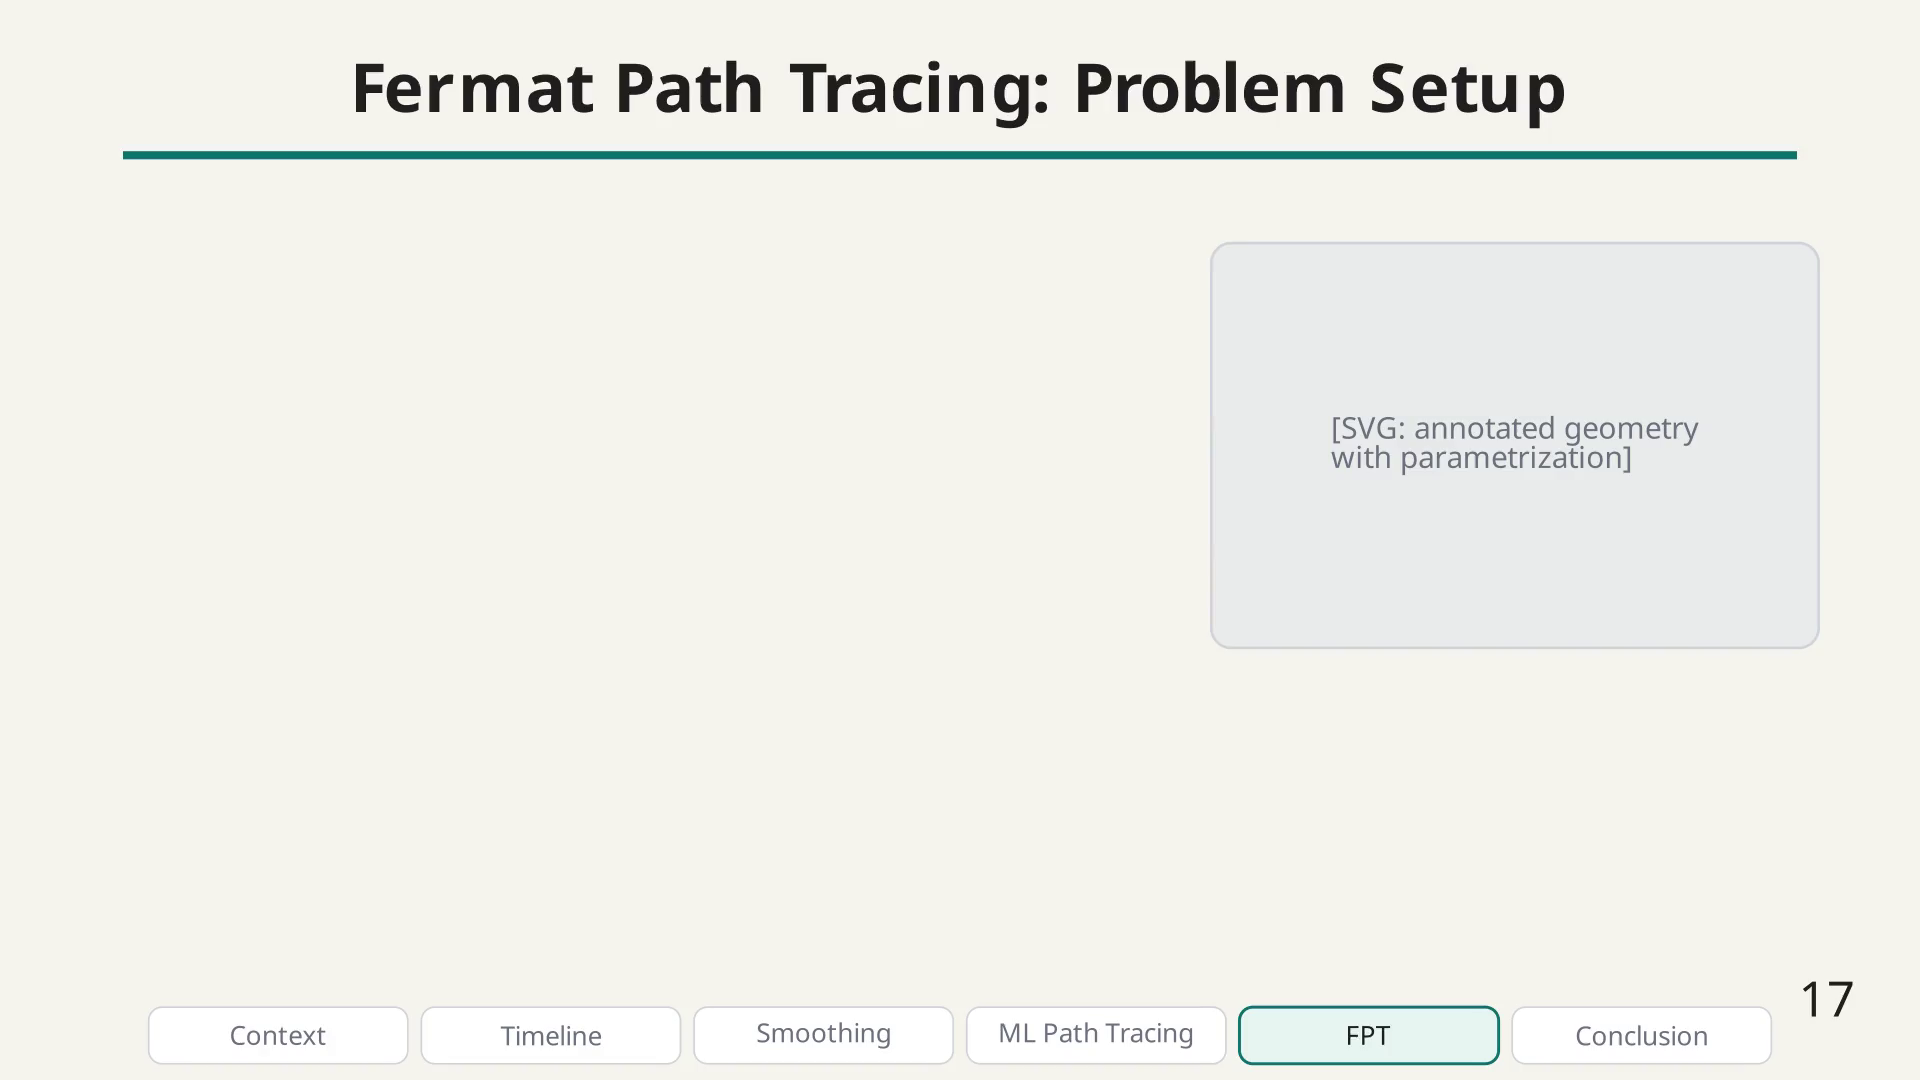 Fermat Path Tracing: Problem Setup
[SVG: annotated geometry
with parametrization]
17
Context
Timeline
Smoothing
ML Path Tracing
FPT
Conclusion